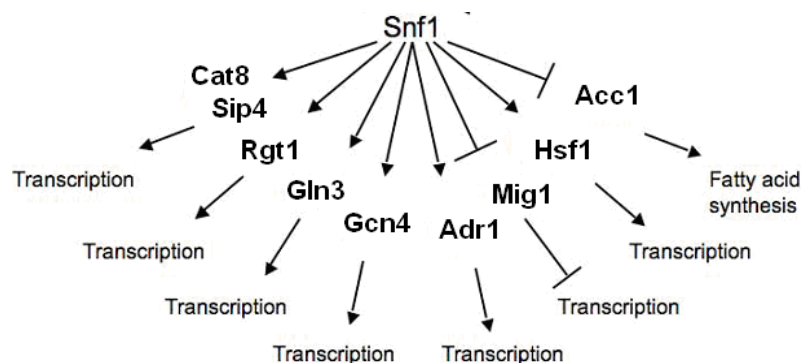 Snf1
Cat8
Sip4
Acc1
Rgt1
Hsf1
Transcription
Gln3
Mig1
Fatty acid
synthesis
Gcn4
Adr1
Transcription
Transcription
Transcription
Transcription
Transcription
Transcription